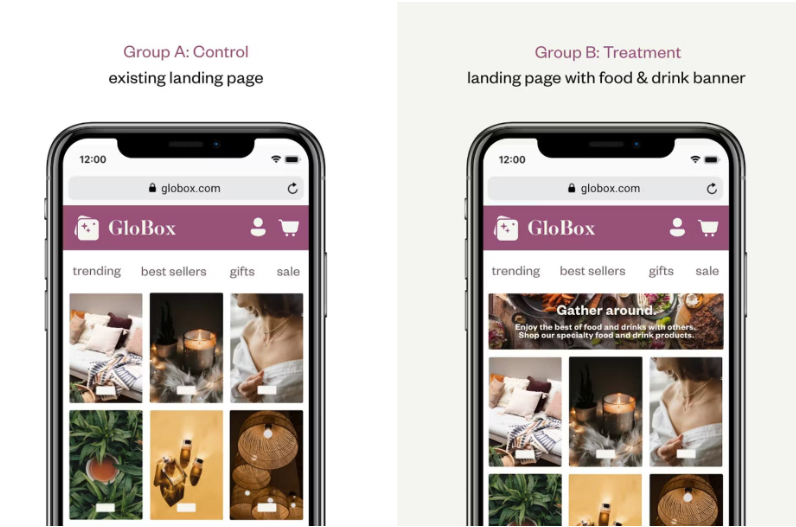 Group A: Control
existing landing page
12:00
globox.com
GloBox
trending best sellers gifts sale
Group B: Treatment
landing page with food & drink banner
12:00
globox.com
GloBox
trending best sellers gifts sale
Gather around.
Enjoy the best of food and drinks with others.
Shop our specialty food and drink products.